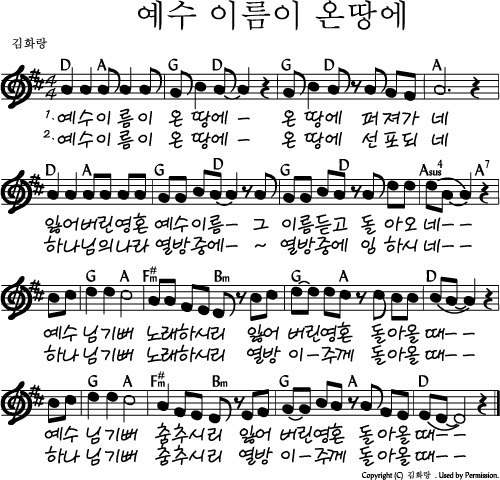 예수 이름이 온땅에
김화랑
D A G D G D G A
4 4
1. 예수이름이 온 땅에 - 온 땅에 퍼져가 네
2. 예수이름이 온 땅에 - 온 땅에 선포되 네
D A G D G D Asus4 A7
잃어버린영혼 예수이름 - 그 이름듣고 돌 아오 네 - -
하나님의나라 열방중에 - ~ 열방중에 임 하시 네 - -
G A F#m Bm G A D
예수 님기뻐 노래하시리 잃어 버린영혼 돌아올 때 - -
하나 님기뻐 노래하시리 열방 이 - 주께 돌아올 때 - -
G A F#m Bm G A D
예수 님기뻐 춤추시리 잃어 버린영혼 돌아올 때 - -
하나 님기뻐 춤추시리 열방 이 - 주께 돌아올 때 - -
Copyright (C) 김화랑 . Used by Permission.